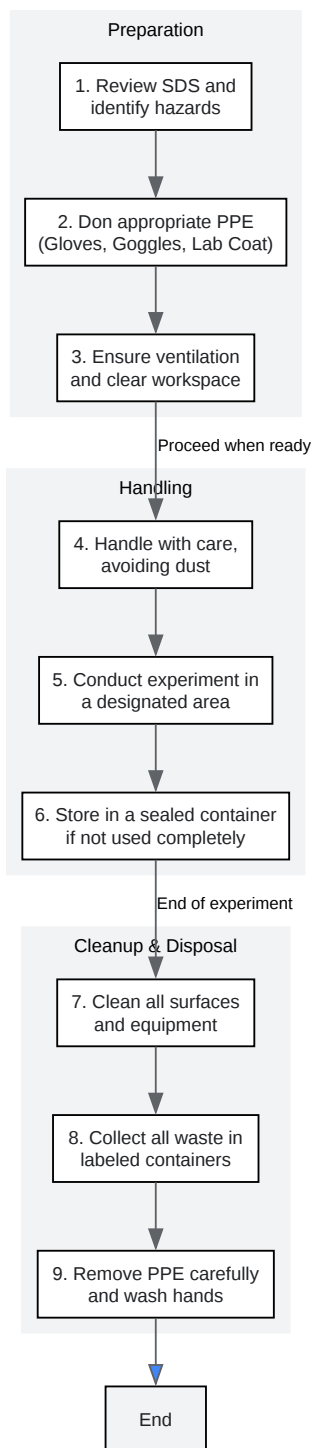 Preparation
1. Review SDS and
identify hazards
2. Don appropriate PPE
(Gloves, Goggles, Lab Coat)
3. Ensure ventilation
and clear workspace
Proceed when ready
Handling
4. Handle with care,
avoiding dust
5. Conduct experiment in
a designated area
6. Store in a sealed container
if not used completely
End of experiment
Cleanup & Disposal
7. Clean all surfaces
and equipment
8. Collect all waste in
labeled containers
9. Remove PPE carefully
and wash hands
End